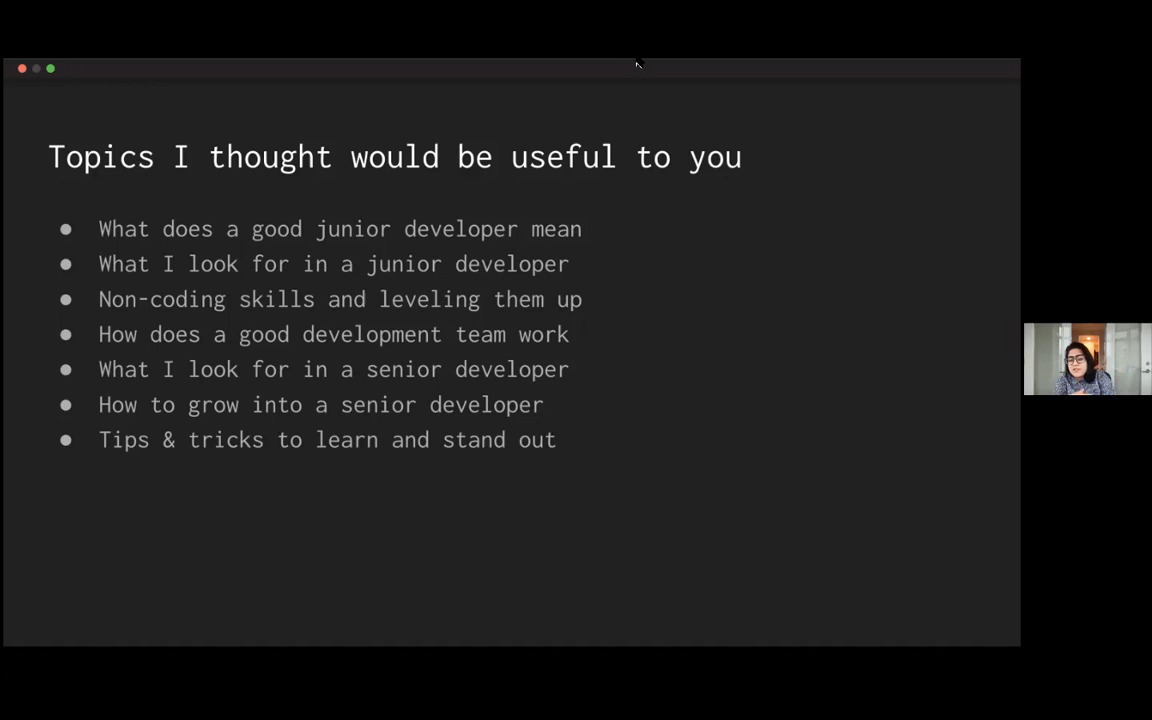 Topics I thought would be useful to you
● What does a good junior developer mean
● What I look for in a junior developer
● Non-coding skills and leveling them up
● How does a good development team work
● What I look for in a senior developer
● How to grow into a senior developer
● Tips & tricks to learn and stand out